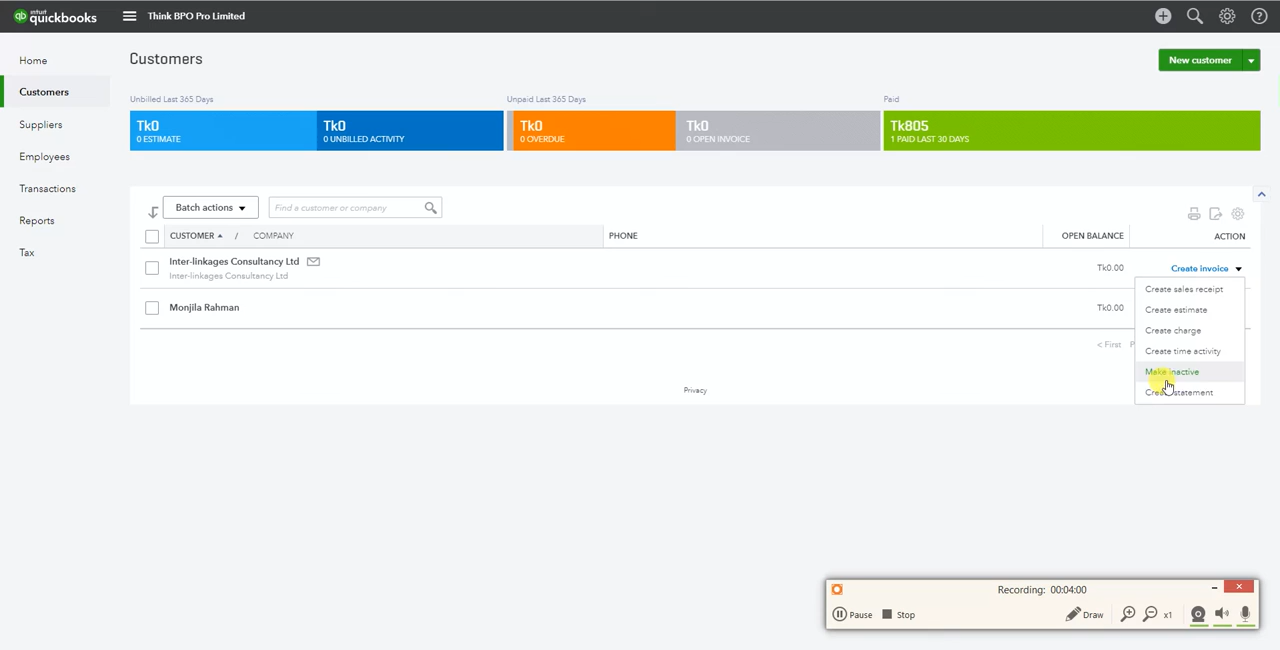 intuit
quickbooks
Think BPO Pro Limited
Home
Customers
Suppliers
Employees
Transactions
Reports
Tax
Customers
New customer
Unbilled Last 365 Days
Unpaid Last 365 Days
Paid
Tk0
0 ESTIMATE
Tk0
0 UNBILLED ACTIVITY
Tk0
0 OVERDUE
Tk0
0 OPEN INVOICE
Tk805
1 PAID LAST 30 DAYS
Batch actions
Find a customer or company
CUSTOMER / COMPANY
PHONE
OPEN BALANCE
ACTION
Inter-linkages Consultancy Ltd
Inter-linkages Consultancy Ltd
Tk0.00
Create invoice
Monjila Rahman
Tk0.00
Create sales receipt
Create estimate
Create charge
Create time activity
Make inactive
Create statement
< First
Privacy
Recording: 00:04:00
Pause
Stop
Draw
x1